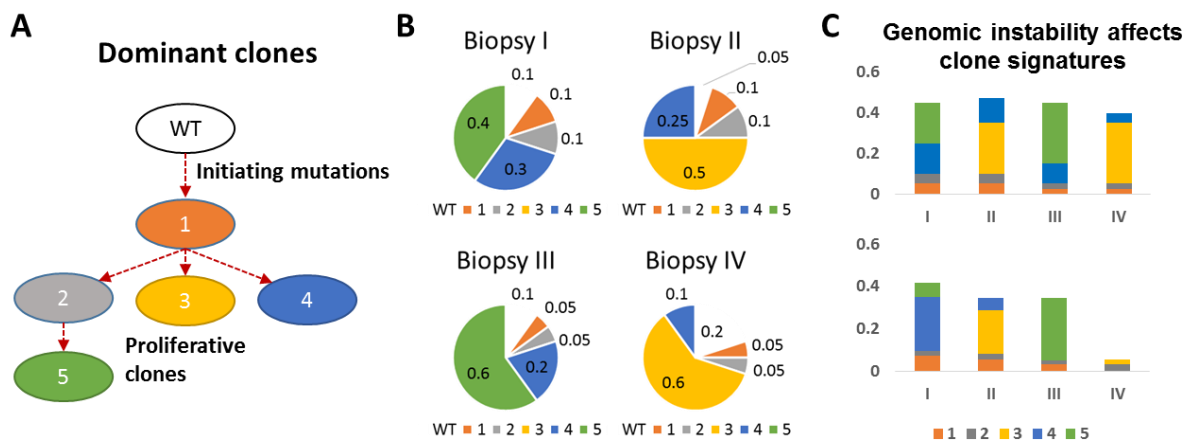 A
Dominant clones
WT
Initiating mutations
1
2
3
4
Proliferative
clones
5
B
Biopsy I
0.1
0.1
0.1
0.3
0.4
WT 1 2 3 4 5
Biopsy II
0.05
0.1
0.1
0.5
0.25
WT 1 2 3 4 5
Biopsy III
0.1
0.05
0.05
0.2
0.6
WT 1 2 3 4 5
Biopsy IV
0.1
0.2
0.05
0.05
0.6
WT 1 2 3 4 5
C
Genomic instability affects
clone signatures
0.6
0.4
0.2
0
I II III IV
0.6
0.4
0.2
0
I II III IV
1 2 3 4 5